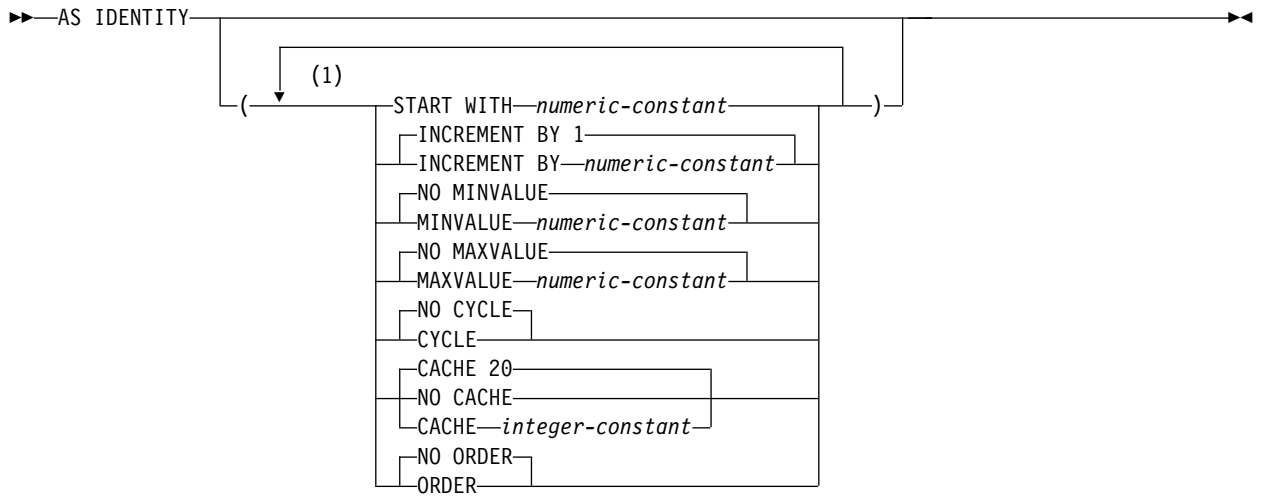 AS IDENTITY
(1)
( START WITH numeric-constant )
INCREMENT BY 1
INCREMENT BY numeric-constant
NO MINVALUE
MINVALUE numeric-constant
NO MAXVALUE
MAXVALUE numeric-constant
NO CYCLE
CYCLE
CACHE 20
NO CACHE
CACHE integer-constant
NO ORDER
ORDER